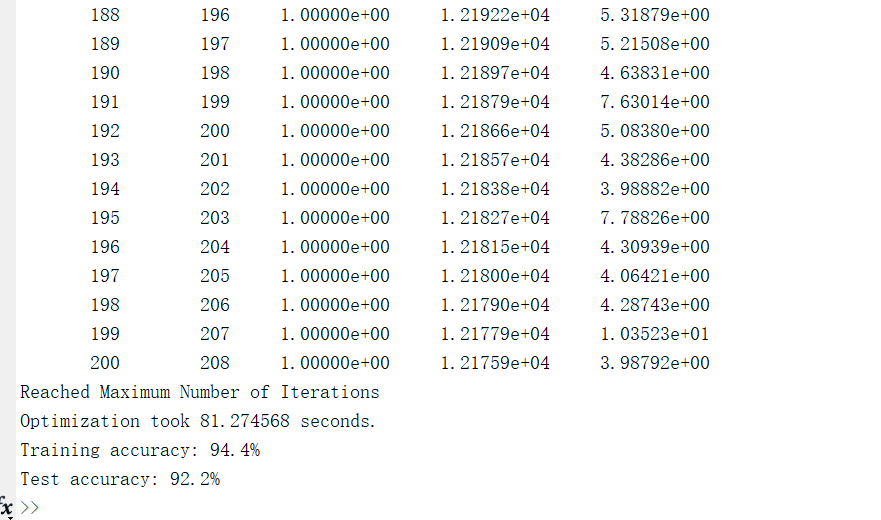 188 196 1.00000e+00 1.21922e+04 5.31879e+00
189 197 1.00000e+00 1.21909e+04 5.21508e+00
190 198 1.00000e+00 1.21897e+04 4.63831e+00
191 199 1.00000e+00 1.21879e+04 7.63014e+00
192 200 1.00000e+00 1.21866e+04 5.08380e+00
193 201 1.00000e+00 1.21857e+04 4.38286e+00
194 202 1.00000e+00 1.21838e+04 3.98882e+00
195 203 1.00000e+00 1.21827e+04 7.78826e+00
196 204 1.00000e+00 1.21815e+04 4.30939e+00
197 205 1.00000e+00 1.21800e+04 4.06421e+00
198 206 1.00000e+00 1.21790e+04 4.28743e+00
199 207 1.00000e+00 1.21779e+04 1.03523e+01
200 208 1.00000e+00 1.21759e+04 3.98792e+00
Reached Maximum Number of Iterations
Optimization took 81.274568 seconds.
Training accuracy: 94.4%
Test accuracy: 92.2%
fx >>